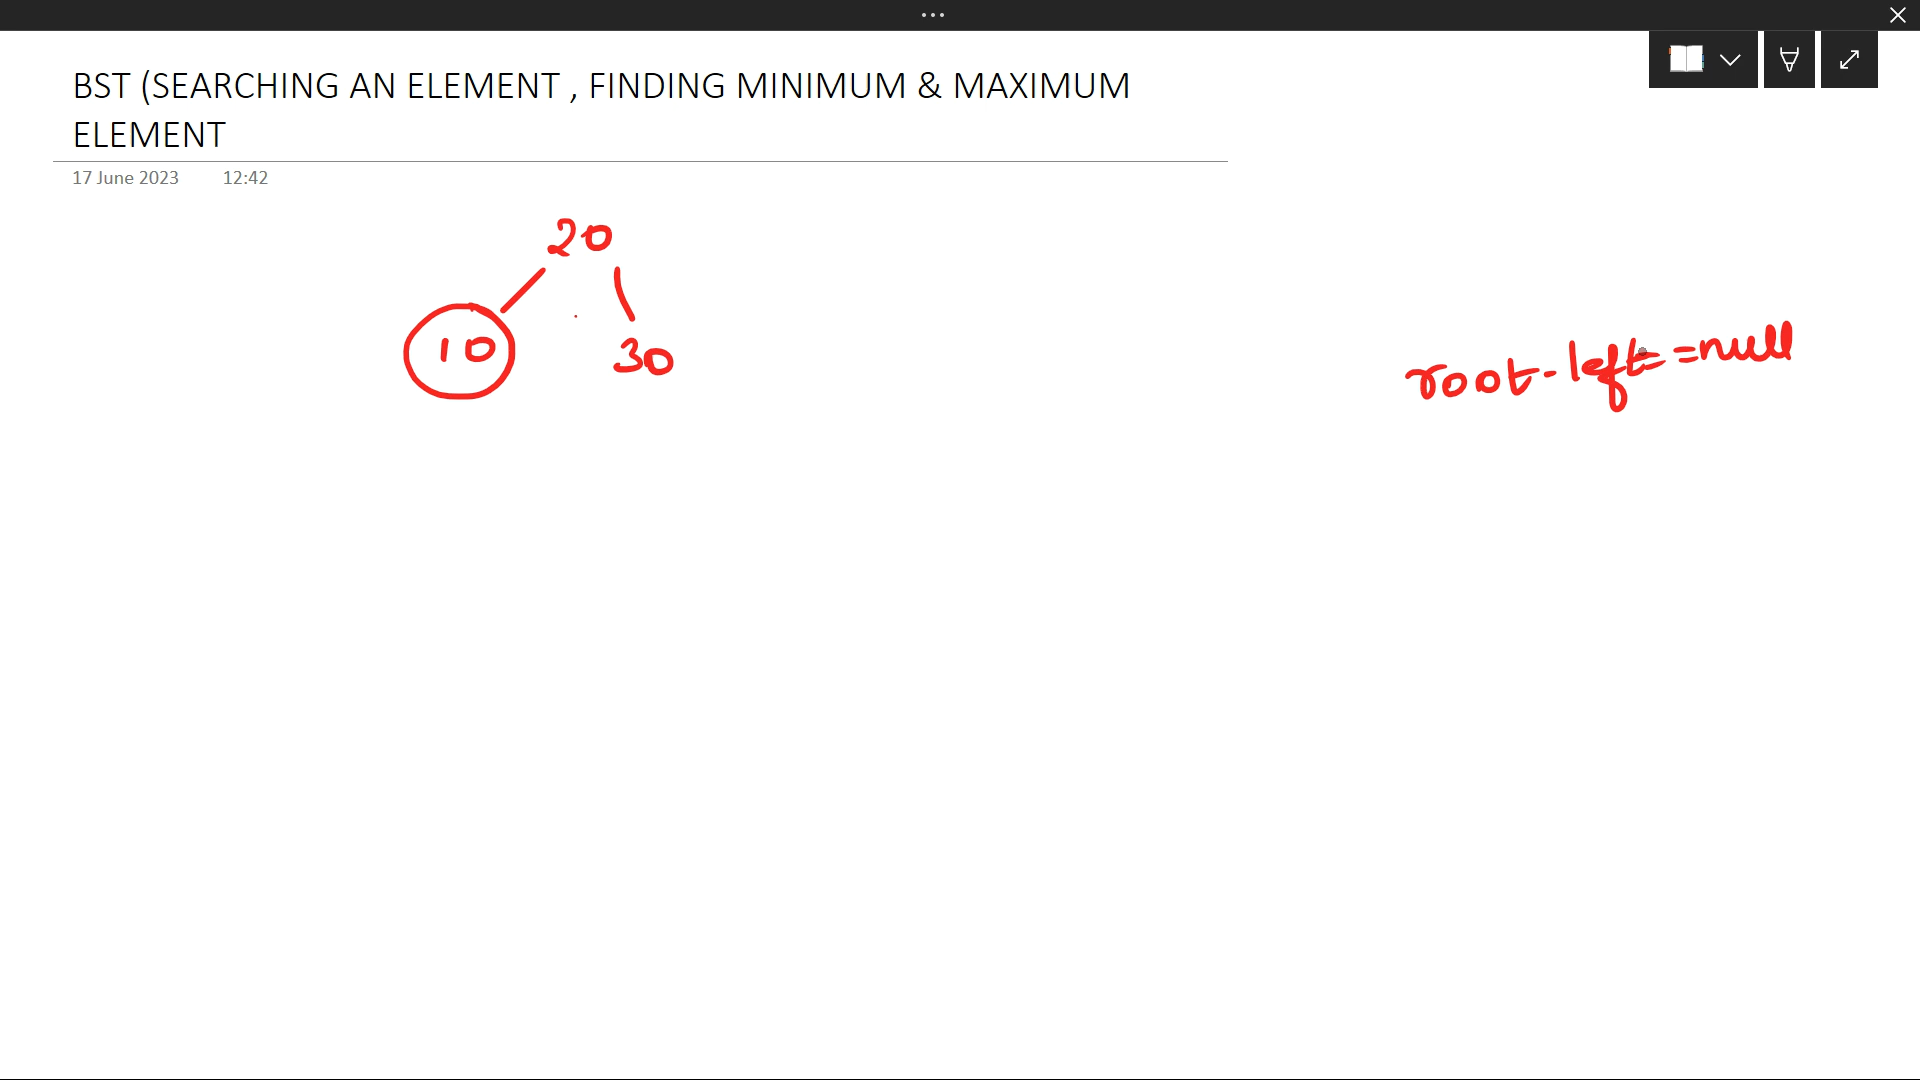 BST (SEARCHING AN ELEMENT , FINDING MINIMUM & MAXIMUM
ELEMENT
17 June 2023 12:42
20
10 30
root-left==null